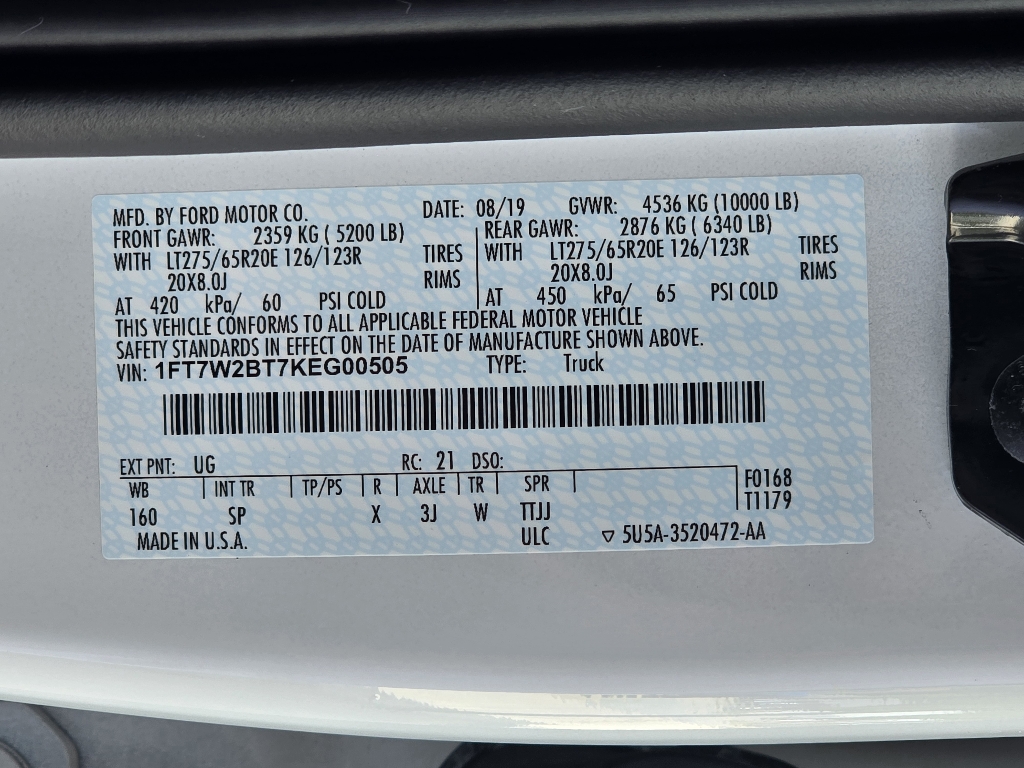 MFD. BY FORD MOTOR CO. DATE: 08/19 GVWR: 4536 KG (10000 LB)
FRONT GAWR: 2359 KG ( 5200 LB) REAR GAWR: 2876 KG ( 6340 LB)
WITH LT275/65R20E 126/123R TIRES WITH LT275/65R20E 126/123R TIRES
20X8.0J RIMS 20X8.0J RIMS
AT 420 kPa/ 60 PSI COLD AT 450 kPa/ 65 PSI COLD
THIS VEHICLE CONFORMS TO ALL APPLICABLE FEDERAL MOTOR VEHICLE
SAFETY STANDARDS IN EFFECT ON THE DATE OF MANUFACTURE SHOWN ABOVE.
VIN: 1FT7W2BT7KEG00505 TYPE: Truck
EXT PNT: UG RC: 21 DSO:
WB INT TR TP/PS R AXLE TR SPR F0168
160 SP X 3J W TTJJ T1179
MADE IN U.S.A. ULC ▽ 5U5A-3520472-AA